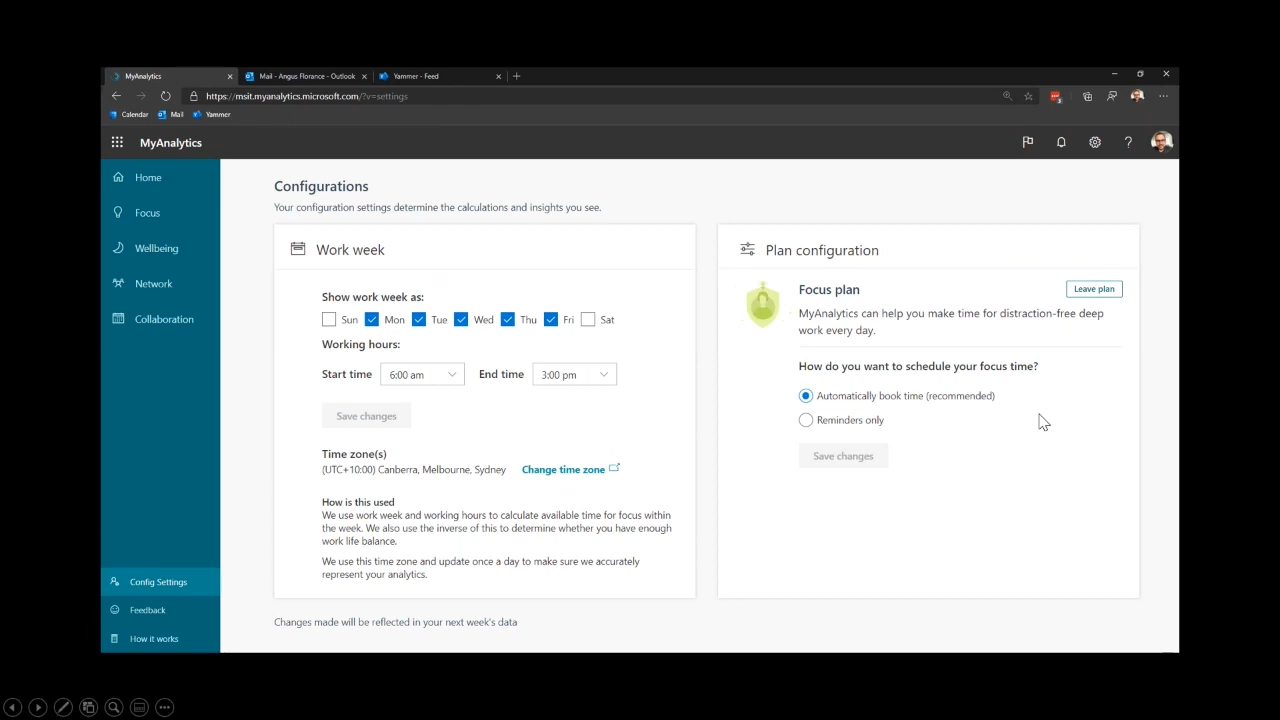 MyAnalytics
Mail - Angus Florance - Outlook
Yammer - Feed
https://msit.myanalytics.microsoft.com/?v=settings
Calendar
Mail
Yammer
MyAnalytics
Home
Focus
Wellbeing
Network
Collaboration
Config Settings
Feedback
How it works
Configurations
Your configuration settings determine the calculations and insights you see.
Work week
Show work week as:
Sun Mon Tue Wed Thu Fri Sat
Working hours:
Start time 6:00 am End time 3:00 pm
Save changes
Time zone(s)
(UTC+10:00) Canberra, Melbourne, Sydney Change time zone
How is this used
We use work week and working hours to calculate available time for focus within
the week. We also use the inverse of this to determine whether you have enough
work life balance.
We use this time zone and update once a day to make sure we accurately
represent your analytics.
Plan configuration
Focus plan
Leave plan
MyAnalytics can help you make time for distraction-free deep
work every day.
How do you want to schedule your focus time?
Automatically book time (recommended)
Reminders only
Save changes
Changes made will be reflected in your next week's data